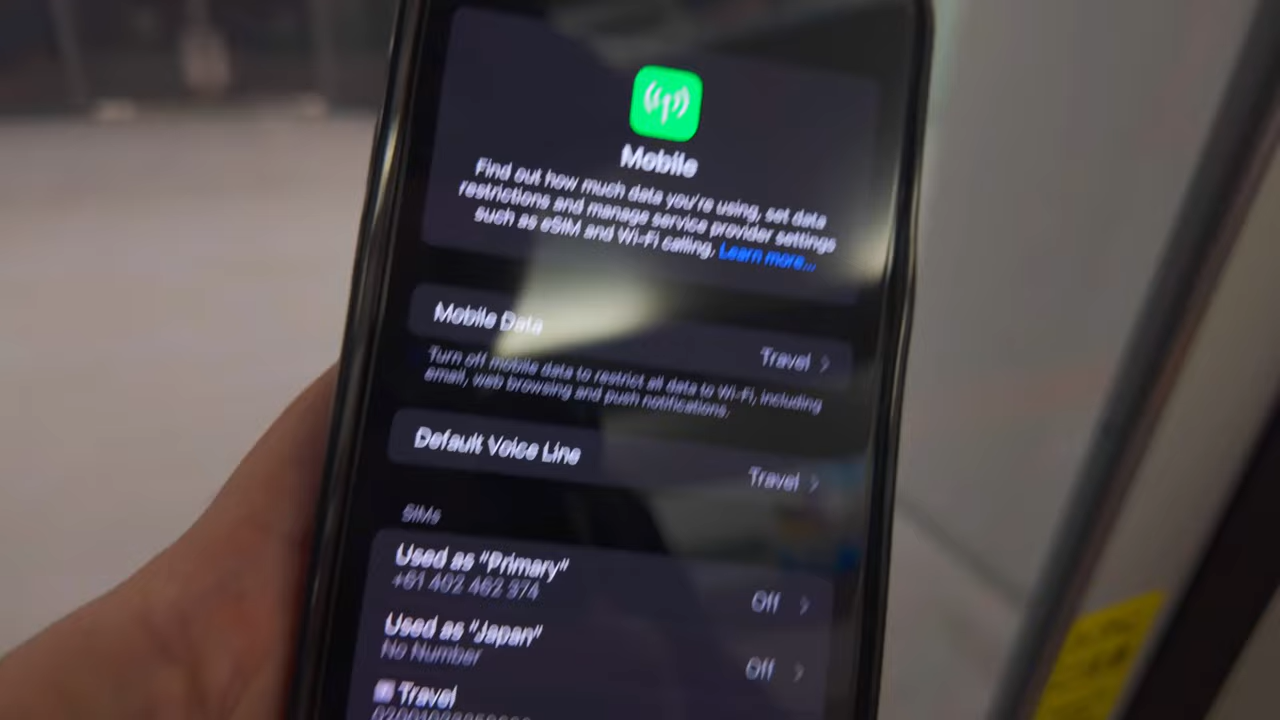 Mobile
Find out how much data you're using, set data
restrictions and manage service provider settings
such as eSIM and Wi-Fi calling. Learn more...
Mobile Data
Travel
Turn off mobile data to restrict all data to Wi-Fi, including
email, web browsing and push notifications.
Default Voice Line
Travel
SIMs
Used as "Primary"
+61 402 462 374
Off
Used as "Japan"
No Number
Off
Travel